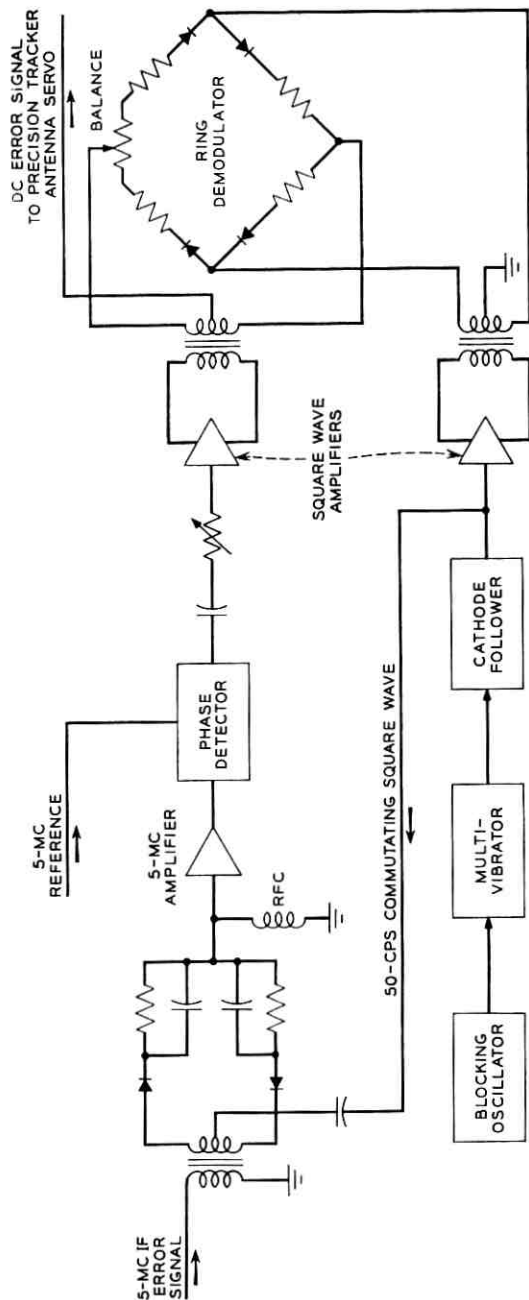 5-MC IF
ERROR
SIGNAL
5-MC
REFERENCE
5-MC
AMPLIFIER
RFC
PHASE
DETECTOR
SQUARE WAVE
AMPLIFIERS
DC ERROR SIGNAL
TO PRECISION TRACKER
ANTENNA SERVO
BALANCE
RING
DEMODULATOR
50-CPS COMMUTATING SQUARE WAVE
BLOCKING
OSCILLATOR
MULTI-
VIBRATOR
CATHODE
FOLLOWER